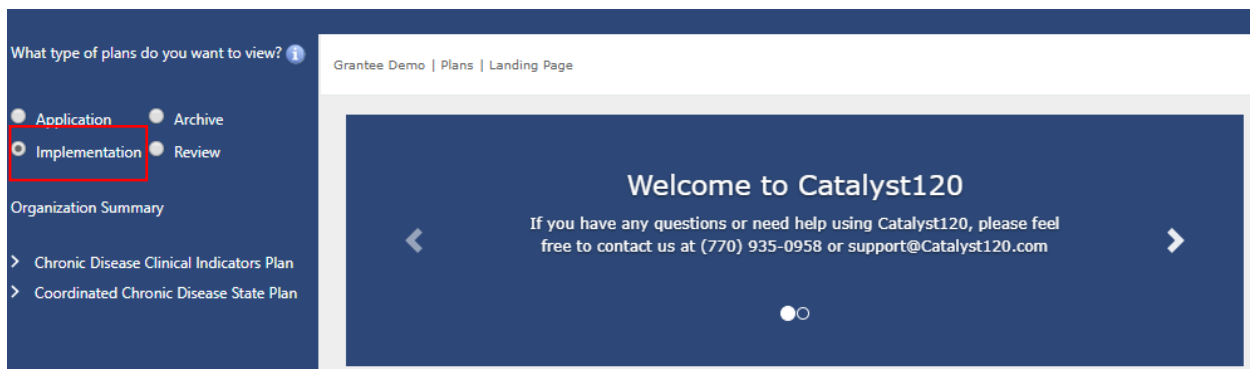 What type of plans do you want to view?
Application
Archive
Implementation
Review
Organization Summary
Chronic Disease Clinical Indicators Plan
Coordinated Chronic Disease State Plan
Grantee Demo | Plans | Landing Page
Welcome to Catalyst120
If you have any questions or need help using Catalyst120, please feel
free to contact us at (770) 935-0958 or support@Catalyst120.com